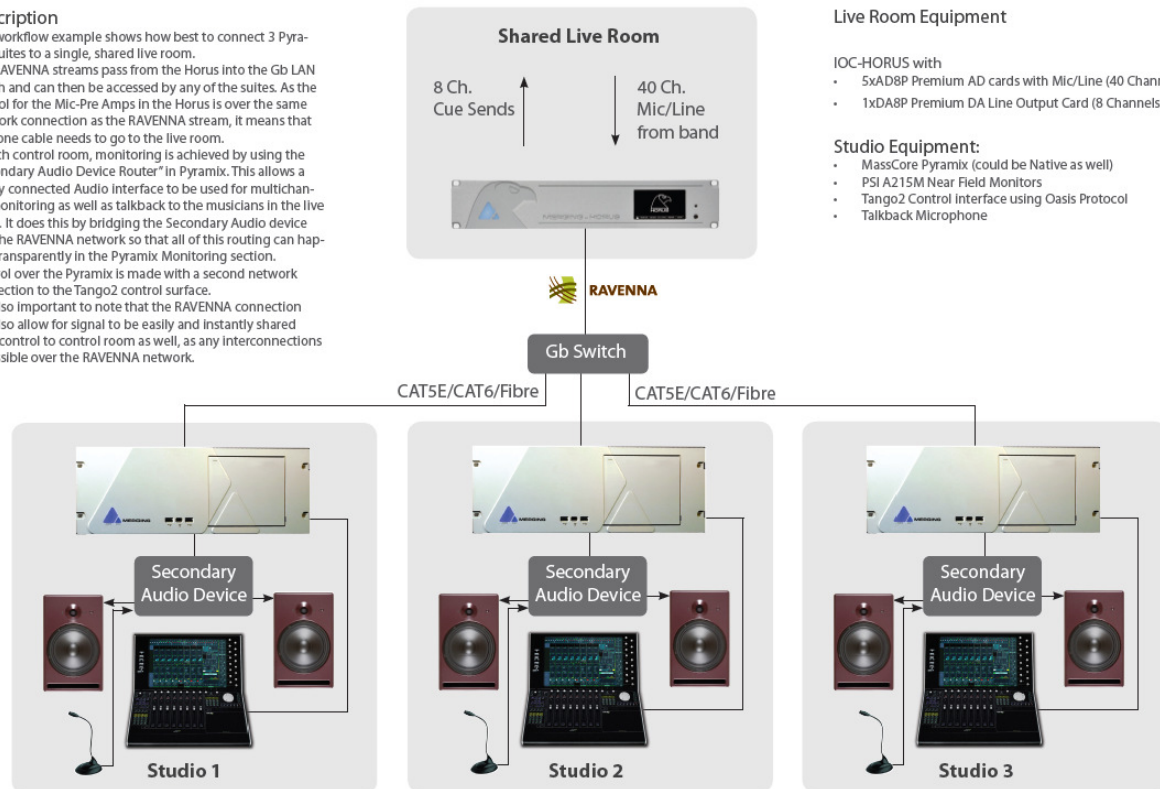 cription
workflow example shows how best to connect 3 Pyra-
uites to a single, shared live room.
AVENNA streams pass from the Horus into the Gb LAN
h and can then be accessed by any of the suites. As the
ol for the Mic-Pre Amps in the Horus is over the same
ork connection as the RAVENNA stream, it means that
one cable needs to go to the live room.
ch control room, monitoring is achieved by using the
ondary Audio Device Router" in Pyramix. This allows a
y connected Audio interface to be used for multichan-
onitoring as well as talkback to the musicians in the live
. It does this by bridging the Secondary Audio device
he RAVENNA network so that all of this routing can hap-
ransparently in the Pyramix Monitoring section.
ol over the Pyramix is made with a second network
ection to the Tango2 control surface.
lso important to note that the RAVENNA connection
lso allow for signal to be easily and instantly shared
control to control room as well, as any interconnections
ssible over the RAVENNA network.
Shared Live Room
8 Ch.
Cue Sends
40 Ch.
Mic/Line
from band
HORUS
MERGING HORUS
RAVENNA
Live Room Equipment
IOC-HORUS with
• 5xAD8P Premium AD cards with Mic/Line (40 Chann
• 1xDA8P Premium DA Line Output Card (8 Channels
Studio Equipment:
• MassCore Pyramix (could be Native as well)
• PSI A215M Near Field Monitors
• Tango2 Control interface using Oasis Protocol
• Talkback Microphone
Gb Switch
CAT5E/CAT6/Fibre
CAT5E/CAT6/Fibre
MERGING
Secondary
Audio Device
Studio 1
MERGING
Secondary
Audio Device
Studio 2
MERGING
Secondary
Audio Device
Studio 3